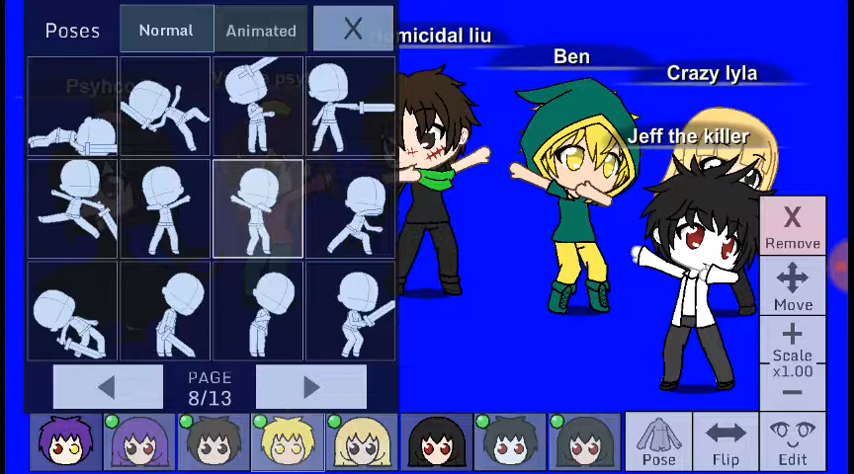 Poses
Normal
Animated
X
Homicidal liu
Ben
Crazy lyla
Jeff the killer
X
Remove
Move
+
Scale
x1.00
−
PAGE
8/13
Pose
Flip
Edit